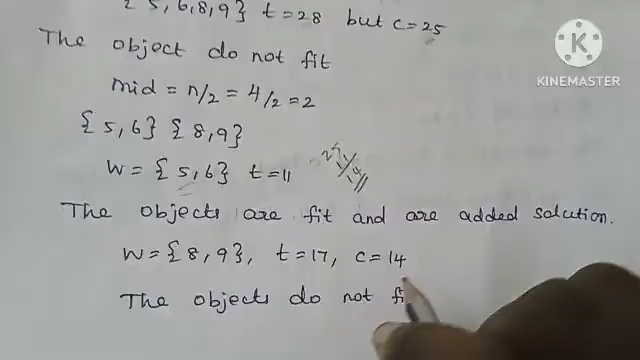 {5,6,8,9} t=28 but c=25
The object do not fit
mid = n/2 = 4/2 = 2
{5,6} {8,9}
W = {5,6} t=11
The objects are fit and are added solution.
W = {8,9}, t=17, c=14
The objects do not fi
KINEMASTER